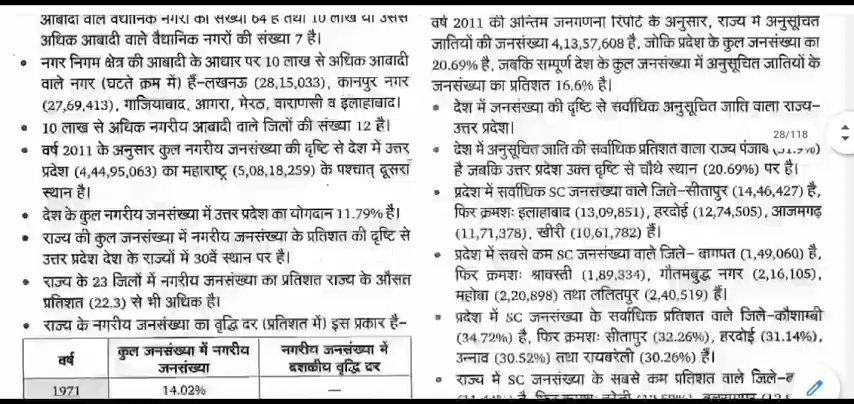 आबादी वाले वैधानिक नगरों की संख्या 64 है तथा 10 लाख या उससे
अधिक आबादी वाले वैधानिक नगरों की संख्या 7 है।
• नगर निगम क्षेत्र की आबादी के आधार पर 10 लाख से अधिक आबादी
वाले नगर (घटते क्रम में) हैं-लखनऊ (28,15,033), कानपुर नगर
(27,69,413), गाजियाबाद, आगरा, मेरठ, वाराणसी व इलाहाबाद।
• 10 लाख से अधिक नगरीय आबादी वाले जिलों की संख्या 12 है।
• वर्ष 2011 के अनुसार कुल नगरीय जनसंख्या की दृष्टि से देश में उत्तर
प्रदेश (4,44,95,063) का महाराष्ट्र (5,08,18,259) के पश्चात् दूसरा
स्थान है।
• देश के कुल नगरीय जनसंख्या में उत्तर प्रदेश का योगदान 11.79% है।
• राज्य की कुल जनसंख्या में नगरीय जनसंख्या के प्रतिशत की दृष्टि से
उत्तर प्रदेश देश के राज्यों में 30वें स्थान पर है।
• राज्य के 23 जिलों में नगरीय जनसंख्या का प्रतिशत राज्य के औसत
प्रतिशत (22.3) से भी अधिक है।
• राज्य के नगरीय जनसंख्या का वृद्धि दर (प्रतिशत में) इस प्रकार है-
वर्ष कुल जनसंख्या में नगरीय जनसंख्या नगरीय जनसंख्या में दशकीय वृद्धि दर
1971 14.02% —
वर्ष 2011 की अन्तिम जनगणना रिपोर्ट के अनुसार, राज्य में अनुसूचित
जातियों की जनसंख्या 4,13,57,608 है, जोकि प्रदेश के कुल जनसंख्या का
20.69% है, जबकि सम्पूर्ण देश के कुल जनसंख्या में अनुसूचित जातियों के
जनसंख्या का प्रतिशत 16.6% है।
• देश में जनसंख्या की दृष्टि से सर्वाधिक अनुसूचित जाति वाला राज्य-
उत्तर प्रदेश।
28/118
• देश में अनुसूचित जाति की सर्वाधिक प्रतिशत वाला राज्य पंजाब
है जबकि उत्तर प्रदेश उक्त दृष्टि से चौथे स्थान (20.69%) पर है।
• प्रदेश में सर्वाधिक SC जनसंख्या वाले जिले-सीतापुर (14,46,427) है,
फिर क्रमशः इलाहाबाद (13,09,851), हरदोई (12,74,505), आजमगढ़
(11,71,378), खीरी (10,61,782) हैं।
• प्रदेश में सबसे कम SC जनसंख्या वाले जिले- बागपत (1,49,060) है,
फिर क्रमशः श्रावस्ती (1,89,334), गौतमबुद्ध नगर (2,16,105),
महोबा (2,20,898) तथा ललितपुर (2,40,519) हैं।
• प्रदेश में SC जनसंख्या के सर्वाधिक प्रतिशत वाले जिले-कौशाम्बी
(34.72%) है, फिर क्रमशः सीतापुर (32.26%), हरदोई (31.14%),
उन्नाव (30.52%) तथा रायबरेली (30.26%) हैं।
• राज्य में SC जनसंख्या के सबसे कम प्रतिशत वाले जिले-